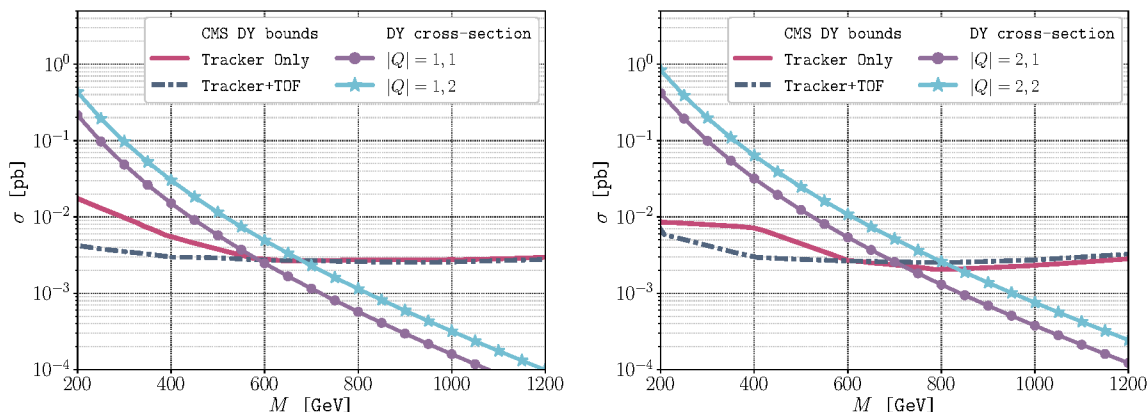 CMS DY bounds DY cross-section
Tracker Only |Q| = 1, 1
Tracker+TOF |Q| = 1, 2
10^0
10^{-1}
10^{-2}
10^{-3}
10^{-4}
σ [pb]
200 400 600 800 1000 1200
M [GeV]
CMS DY bounds DY cross-section
Tracker Only |Q| = 2, 1
Tracker+TOF |Q| = 2, 2
10^0
10^{-1}
10^{-2}
10^{-3}
10^{-4}
σ [pb]
200 400 600 800 1000 1200
M [GeV]